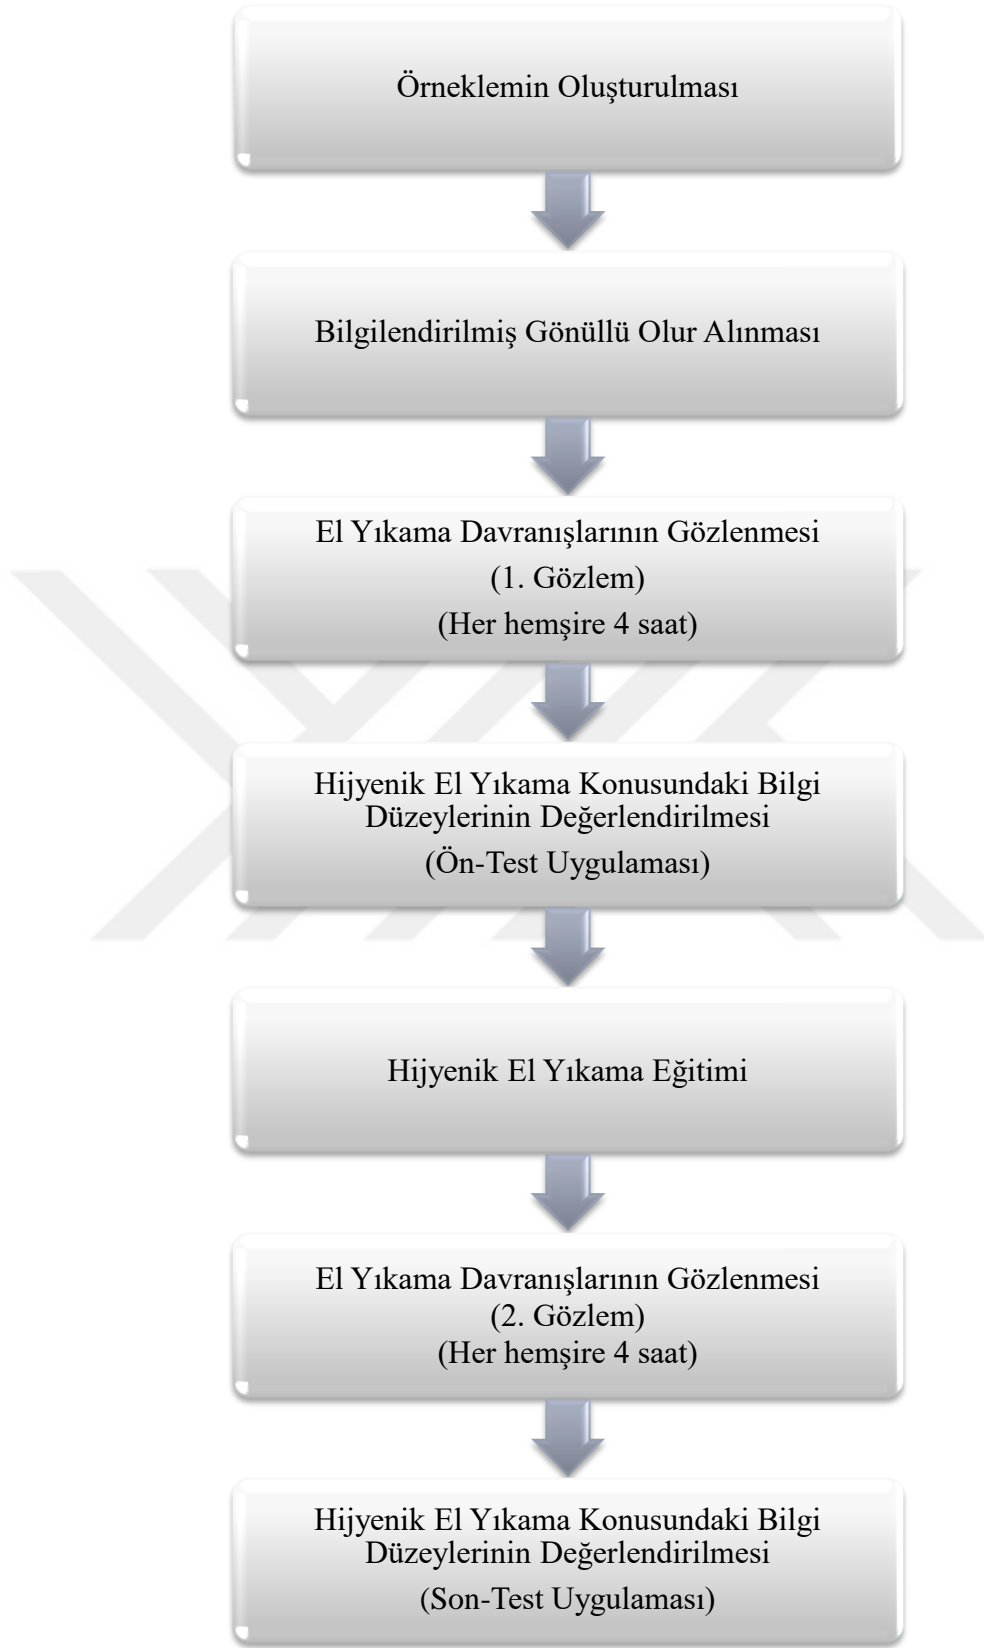 Örneklemin Oluşturulması
Bilgilendirilmiş Gönüllü Olur Alınması
El Yıkama Davranışlarının Gözlenmesi
(1. Gözlem)
(Her hemşire 4 saat)
Hijyenik El Yıkama Konusundaki Bilgi
Düzeylerinin Değerlendirilmesi
(Ön-Test Uygulaması)
Hijyenik El Yıkama Eğitimi
El Yıkama Davranışlarının Gözlenmesi
(2. Gözlem)
(Her hemşire 4 saat)
Hijyenik El Yıkama Konusundaki Bilgi
Düzeylerinin Değerlendirilmesi
(Son-Test Uygulaması)